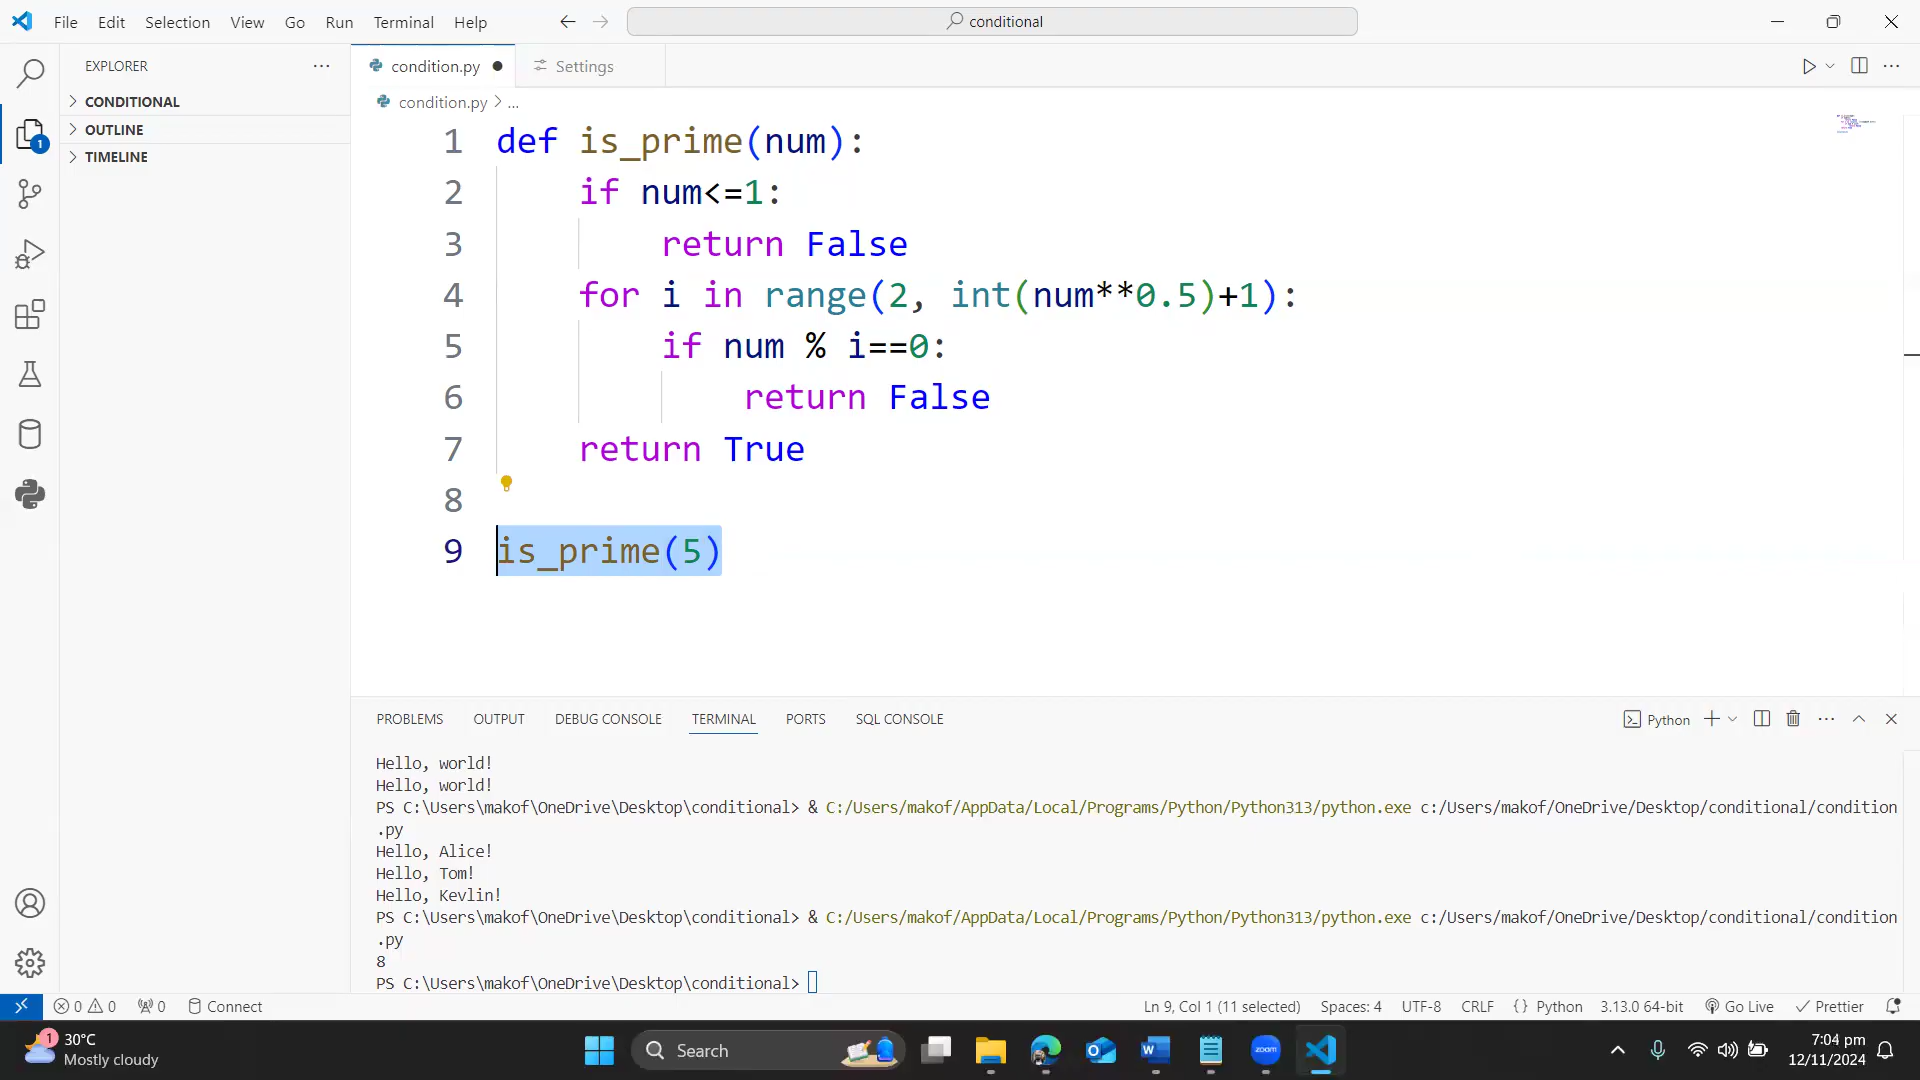 File Edit Selection View Go Run Terminal Help
conditional
EXPLORER
CONDITIONAL
OUTLINE
TIMELINE
1
condition.py
Settings
condition.py > ...
1 def is_prime(num):
2 if num<=1:
3 return False
4 for i in range(2, int(num**0.5)+1):
5 if num % i==0:
6 return False
7 return True
8
9 is_prime(5)
PROBLEMS OUTPUT DEBUG CONSOLE TERMINAL PORTS SQL CONSOLE
Python
Hello, world!
Hello, world!
PS C:\Users\makof\OneDrive\Desktop\conditional> & C:/Users/makof/AppData/Local/Programs/Python/Python313/python.exe c:/Users/makof/OneDrive/Desktop/conditional/condition
.py
Hello, Alice!
Hello, Tom!
Hello, Kevlin!
PS C:\Users\makof\OneDrive\Desktop\conditional> & C:/Users/makof/AppData/Local/Programs/Python/Python313/python.exe c:/Users/makof/OneDrive/Desktop/conditional/condition
.py
8
PS C:\Users\makof\OneDrive\Desktop\conditional>
0 0 0 Connect
Ln 9, Col 1 (11 selected) Spaces: 4 UTF-8 CRLF {} Python 3.13.0 64-bit Go Live Prettier
1
30°C
Mostly cloudy
Search
zoom
7:04 pm
12/11/2024